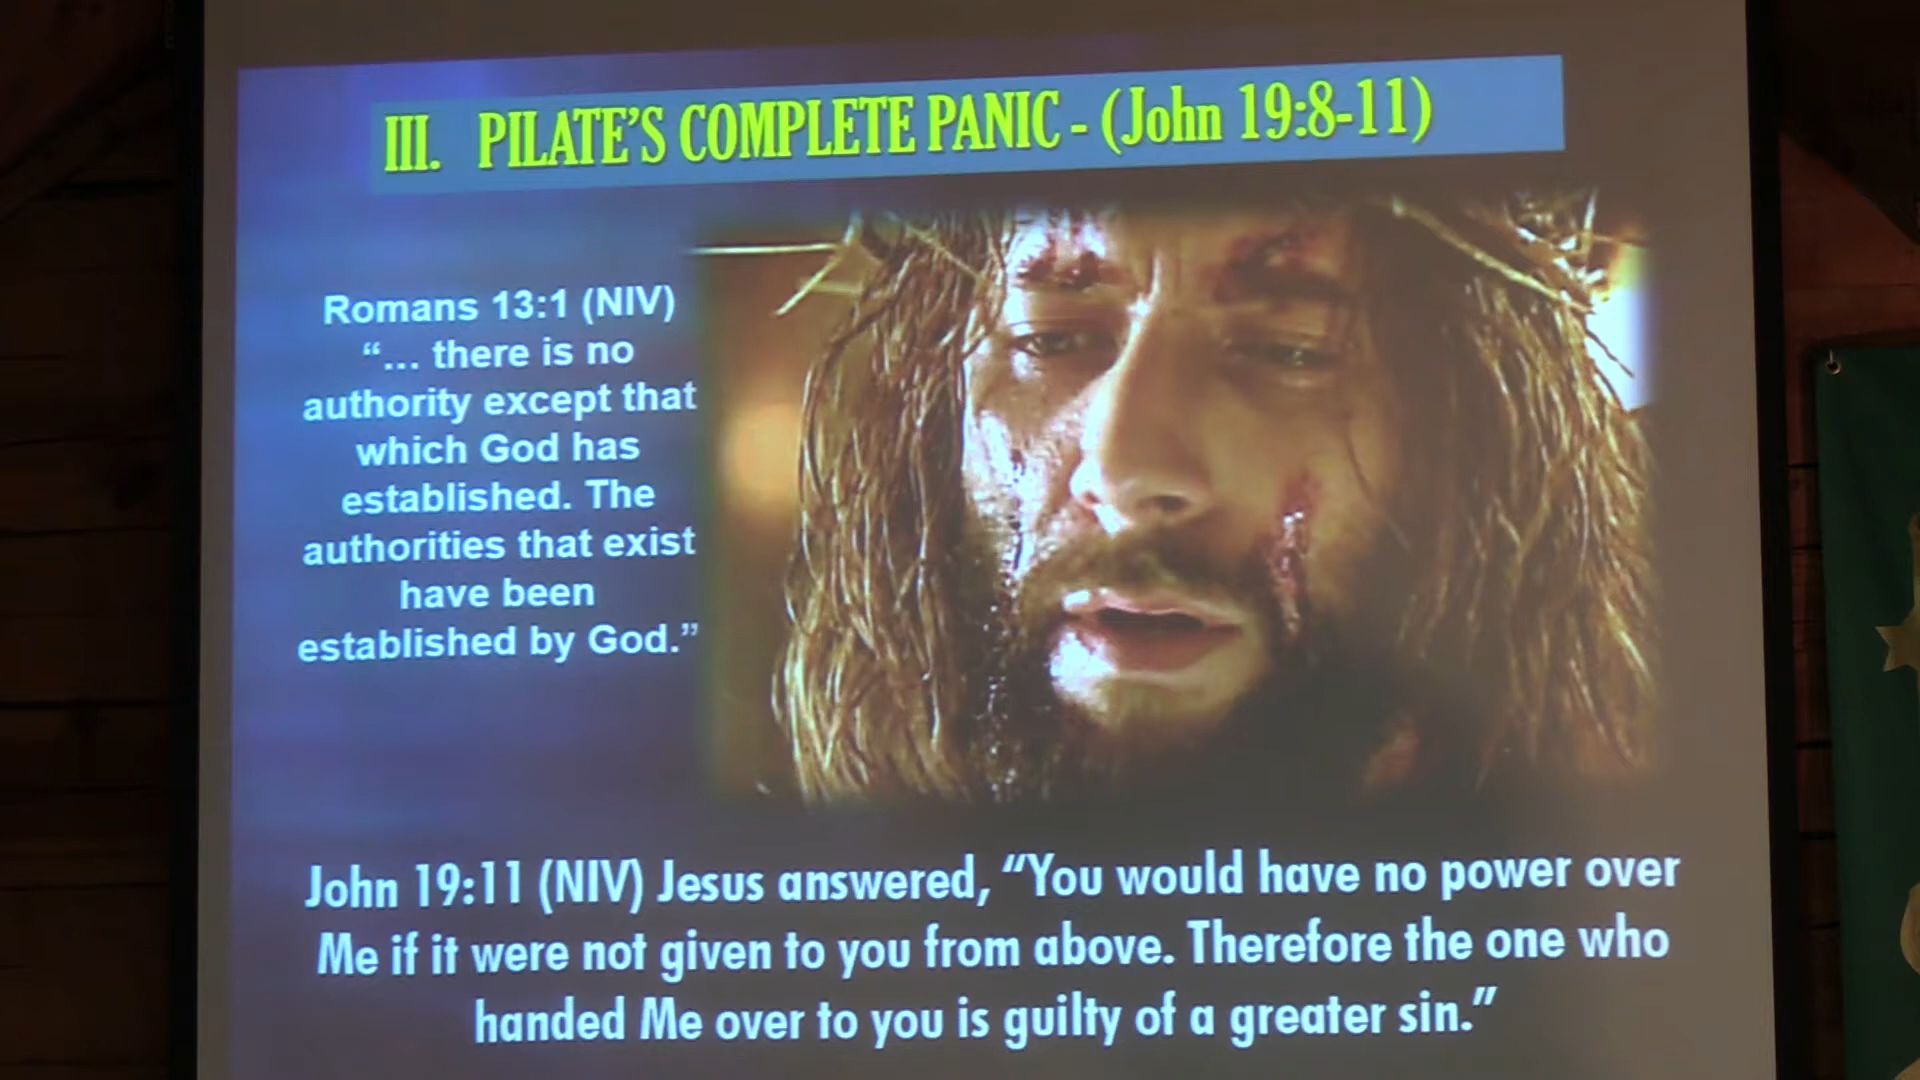 III. PILATE'S COMPLETE PANIC - (John 19:8-11)
Romans 13:1 (NIV)
“... there is no
authority except that
which God has
established. The
authorities that exist
have been
established by God.”
John 19:11 (NIV) Jesus answered, “You would have no power over
Me if it were not given to you from above. Therefore the one who
handed Me over to you is guilty of a greater sin.”